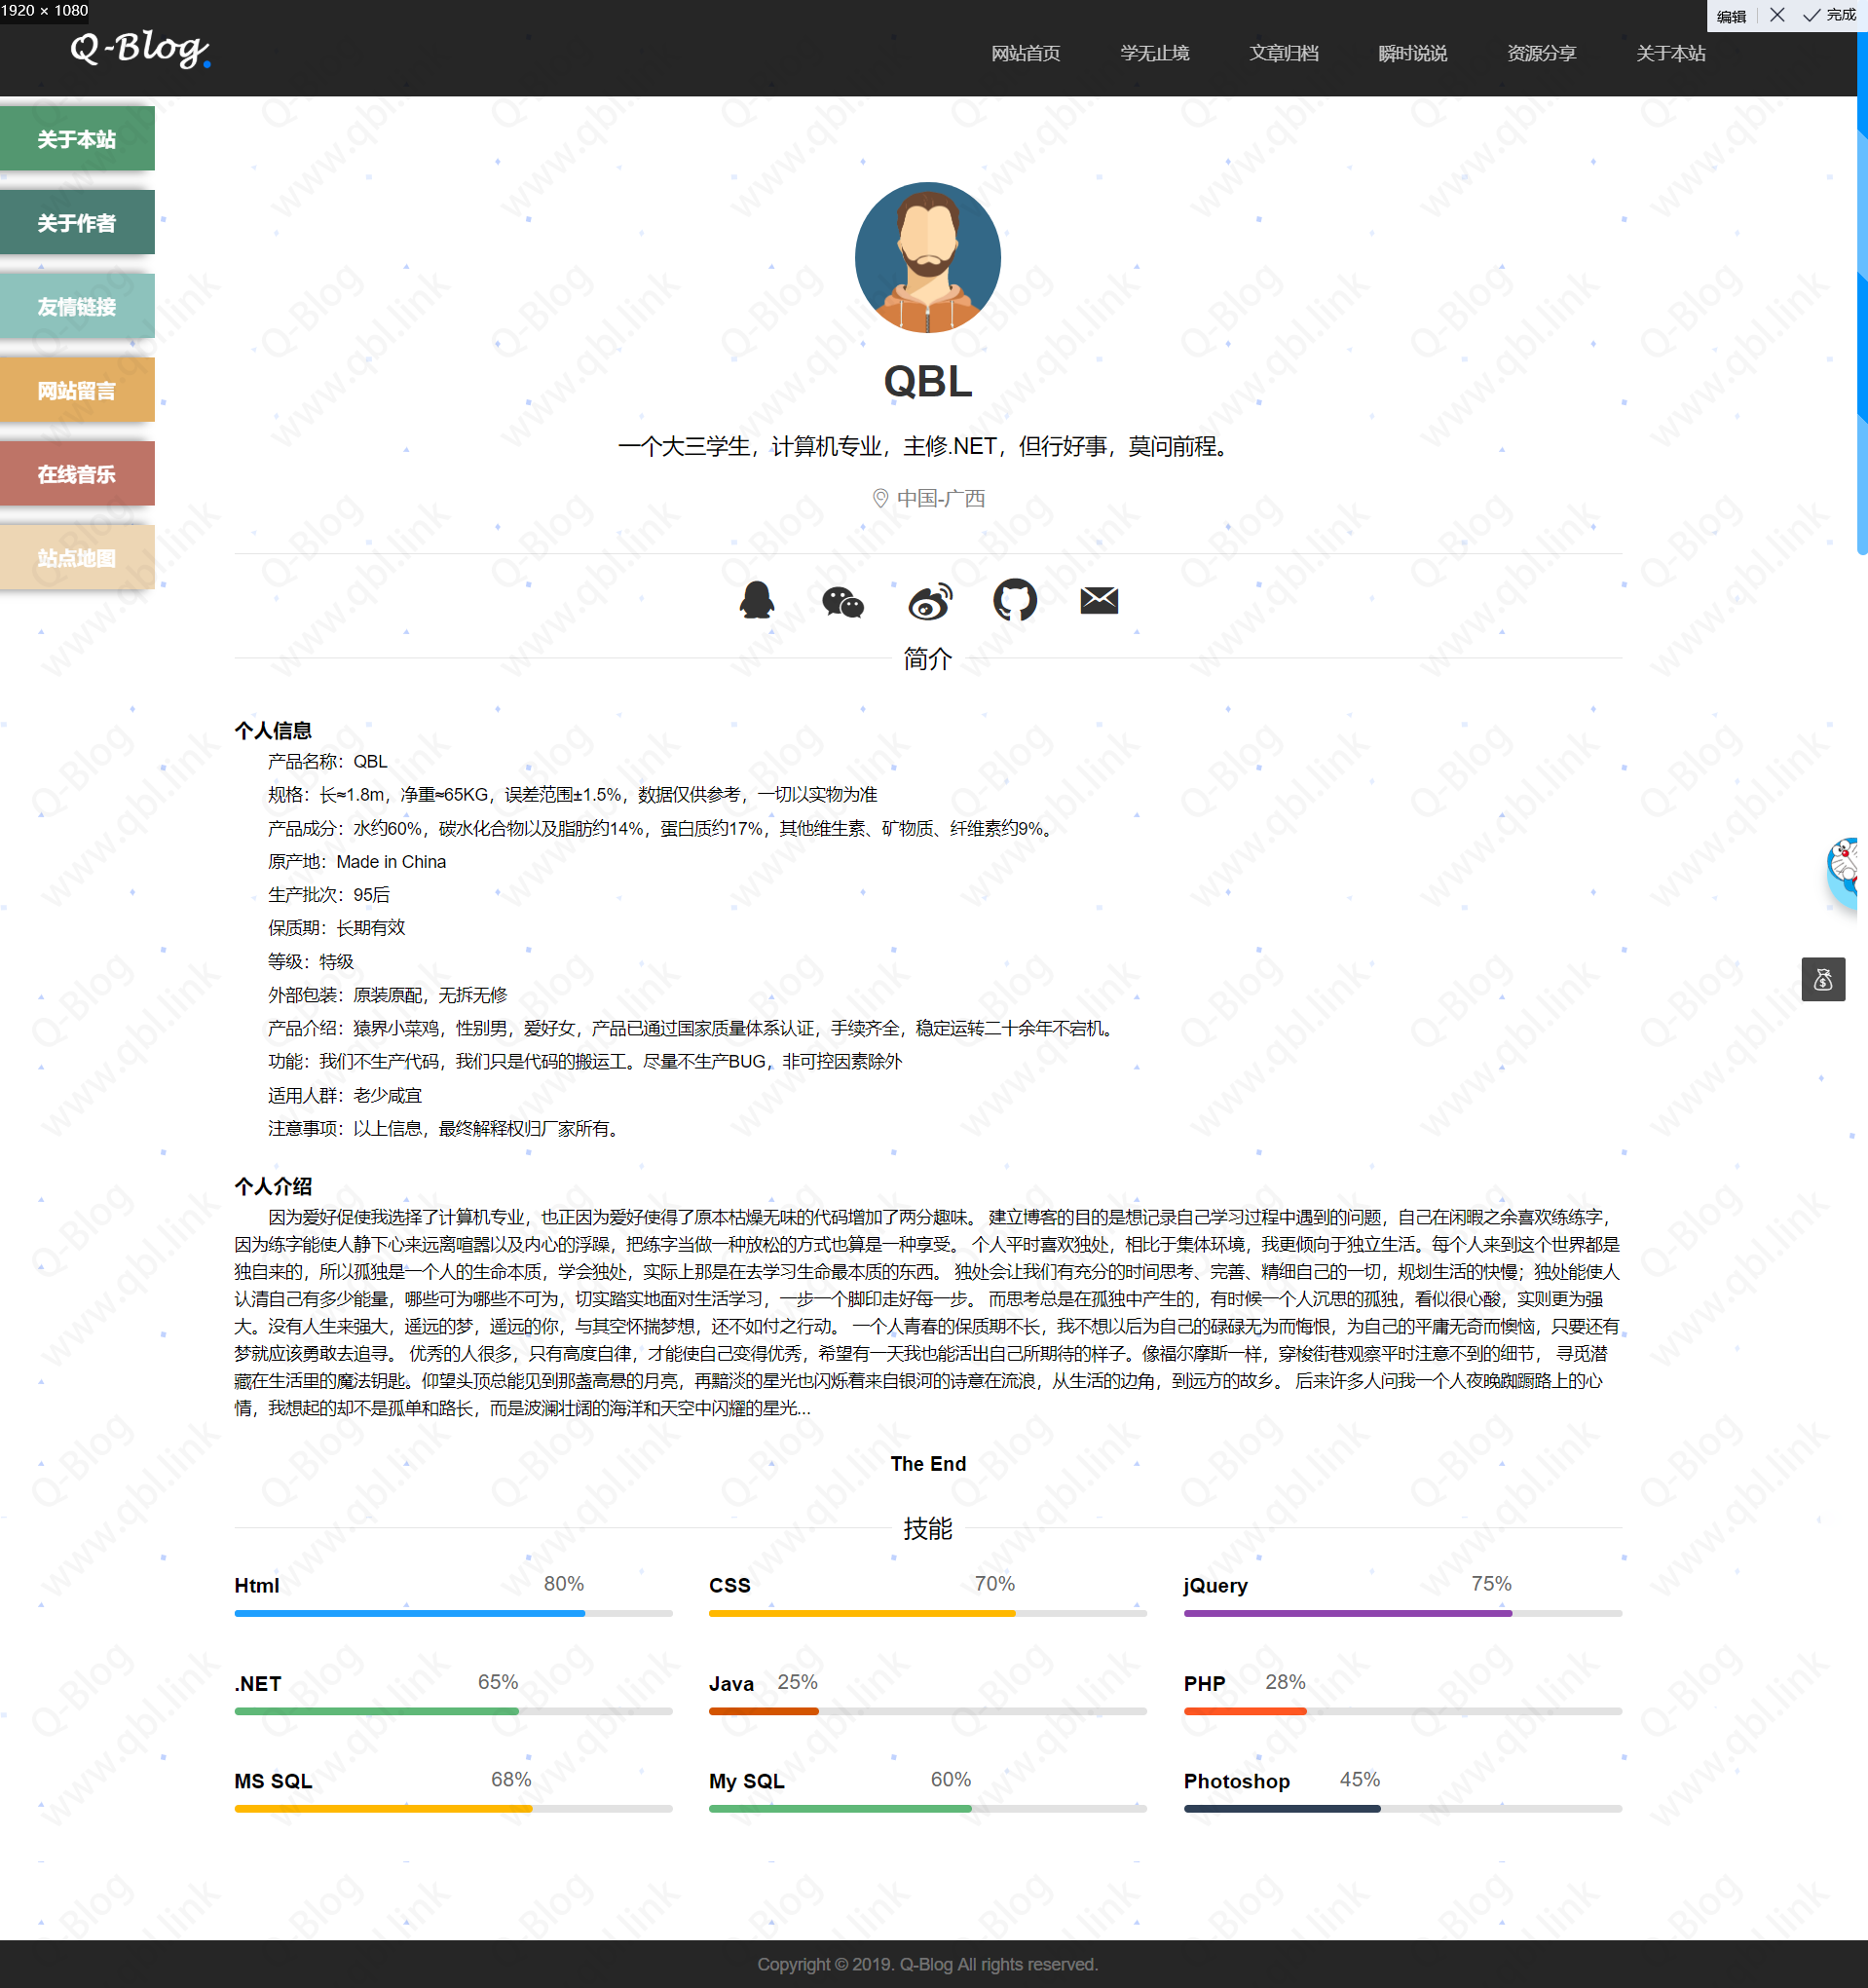 1920 × 1080
编辑
完成
Q-Blog.
网站首页 学无止境 文章归档 瞬时说说 资源分享 关于本站
关于本站
关于作者
友情链接
网站留言
在线音乐
站点地图
QBL
一个大三学生，计算机专业，主修.NET，但行好事，莫问前程。
中国-广西
简介
个人信息
产品名称：QBL
规格：长≈1.8m，净重≈65KG，误差范围±1.5%，数据仅供参考，一切以实物为准
产品成分：水约60%，碳水化合物以及脂肪约14%，蛋白质约17%，其他维生素、矿物质、纤维素约9%。
原产地：Made in China
生产批次：95后
保质期：长期有效
等级：特级
外部包装：原装原配，无拆无修
产品介绍：猿界小菜鸡，性别男，爱好女，产品已通过国家质量体系认证，手续齐全，稳定运转二十余年不宕机。
功能：我们不生产代码，我们只是代码的搬运工。尽量不生产BUG，非可控因素除外
适用人群：老少咸宜
注意事项：以上信息，最终解释权归厂家所有。
个人介绍
因为爱好促使我选择了计算机专业，也正因为爱好使得了原本枯燥无味的代码增加了两分趣味。 建立博客的目的是想记录自己学习过程中遇到的问题，自己在闲暇之余喜欢练练字，
因为练字能使人静下心来远离喧嚣以及内心的浮躁，把练字当做一种放松的方式也算是一种享受。 个人平时喜欢独处，相比于集体环境，我更倾向于独立生活。每个人来到这个世界都是
独自来的，所以孤独是一个人的生命本质，学会独处，实际上那是在去学习生命最本质的东西。 独处会让我们有充分的时间思考、完善、精细自己的一切，规划生活的快慢；独处能使人
认清自己有多少能量，哪些可为哪些不可为，切实踏实地面对生活学习，一步一个脚印走好每一步。 而思考总是在孤独中产生的，有时候一个人沉思的孤独，看似很心酸，实则更为强
大。没有人生来强大，遥远的梦，遥远的你，与其空怀揣梦想，还不如付之行动。 一个人青春的保质期不长，我不想以后为自己的碌碌无为而悔恨，为自己的平庸无奇而懊恼，只要还有
梦就应该勇敢去追寻。 优秀的人很多，只有高度自律，才能使自己变得优秀，希望有一天我也能活出自己所期待的样子。像福尔摩斯一样，穿梭街巷观察平时注意不到的细节， 寻觅潜
藏在生活里的魔法钥匙。仰望头顶总能见到那盏高悬的月亮，再黯淡的星光也闪烁着来自银河的诗意在流浪，从生活的边角，到远方的故乡。 后来许多人问我一个人夜晚踟蹰路上的心
情，我想起的却不是孤单和路长，而是波澜壮阔的海洋和天空中闪耀的星光...
The End
技能
Html 80% CSS 70% jQuery 75%
.NET 65% Java 25% PHP 28%
MS SQL 68% My SQL 60% Photoshop 45%
Q-Blog
www.qbl.link
Copyright © 2019. Q-Blog All rights reserved.